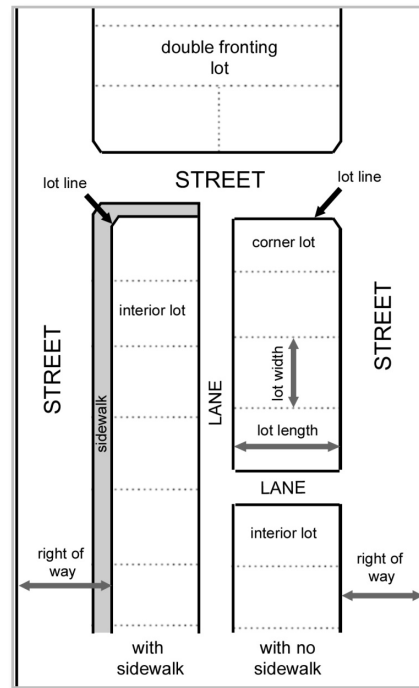 double fronting
lot
STREET
lot line
lot line
corner lot
interior lot
STREET
STREET
lot width
LANE
sidewalk
lot length
LANE
interior lot
right of
way
right of
way
with
sidewalk
with no
sidewalk